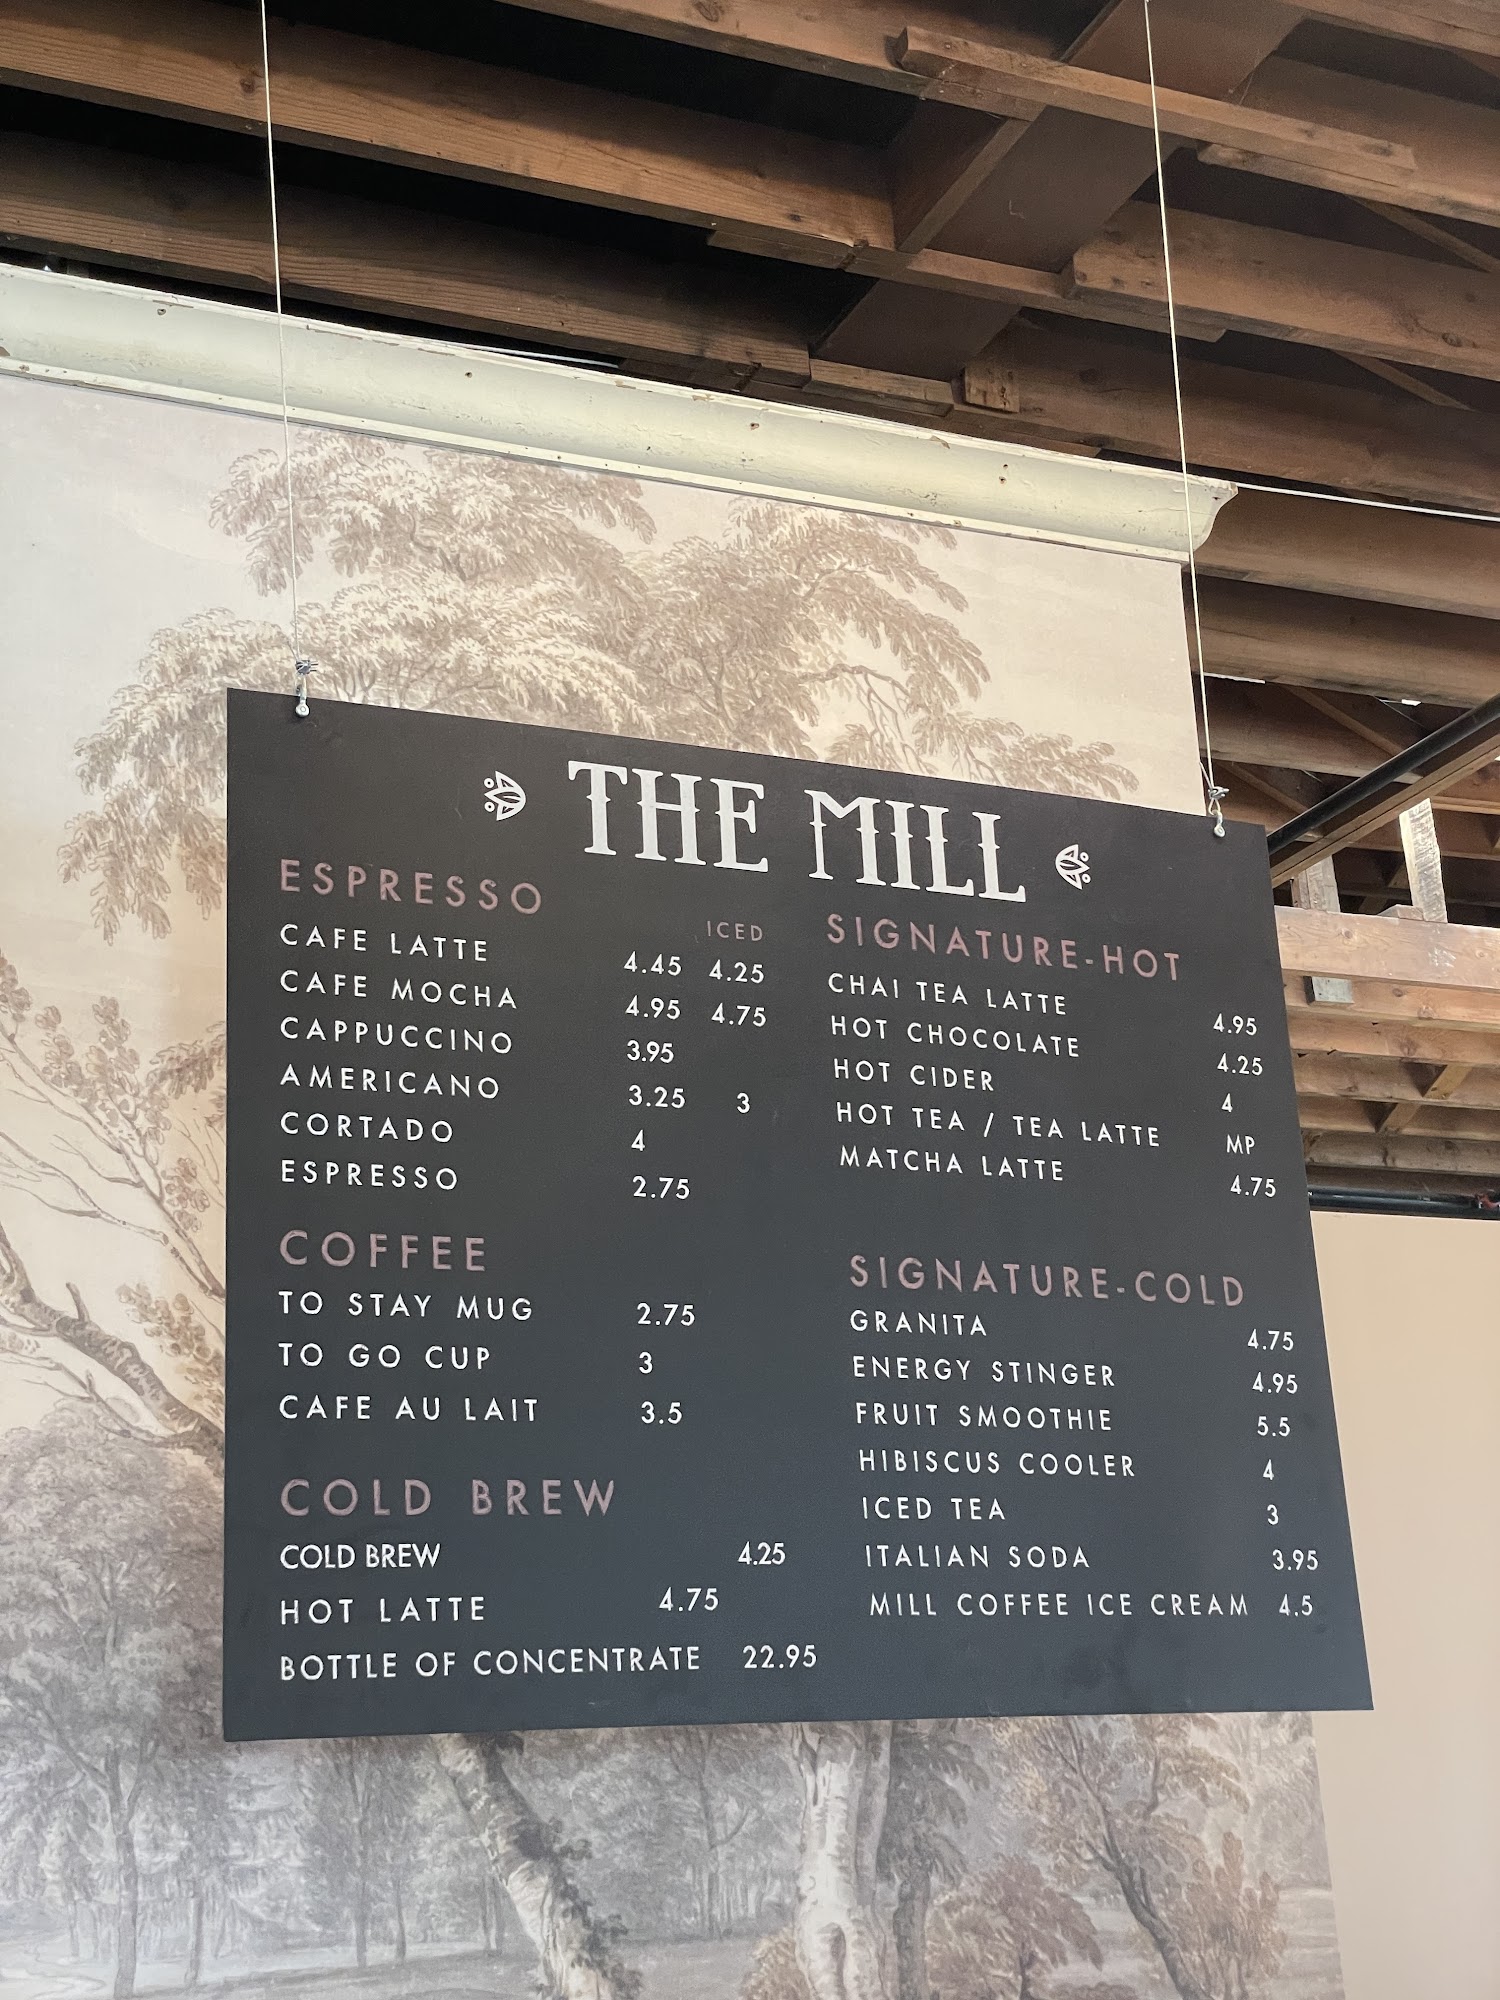 THE MILL
ESPRESSO
ICED
CAFE LATTE 4.45 4.25
CAFE MOCHA 4.95 4.75
CAPPUCCINO 3.95
AMERICANO 3.25 3
CORTADO 4
ESPRESSO 2.75
COFFEE
TO STAY MUG 2.75
TO GO CUP 3
CAFE AU LAIT 3.5
COLD BREW
COLD BREW 4.25
HOT LATTE 4.75
BOTTLE OF CONCENTRATE 22.95
SIGNATURE-HOT
CHAI TEA LATTE 4.95
HOT CHOCOLATE 4.25
HOT CIDER 4
HOT TEA / TEA LATTE MP
MATCHA LATTE 4.75
SIGNATURE-COLD
GRANITA 4.75
ENERGY STINGER 4.95
FRUIT SMOOTHIE 5.5
HIBISCUS COOLER 4
ICED TEA 3
ITALIAN SODA 3.95
MILL COFFEE ICE CREAM 4.5